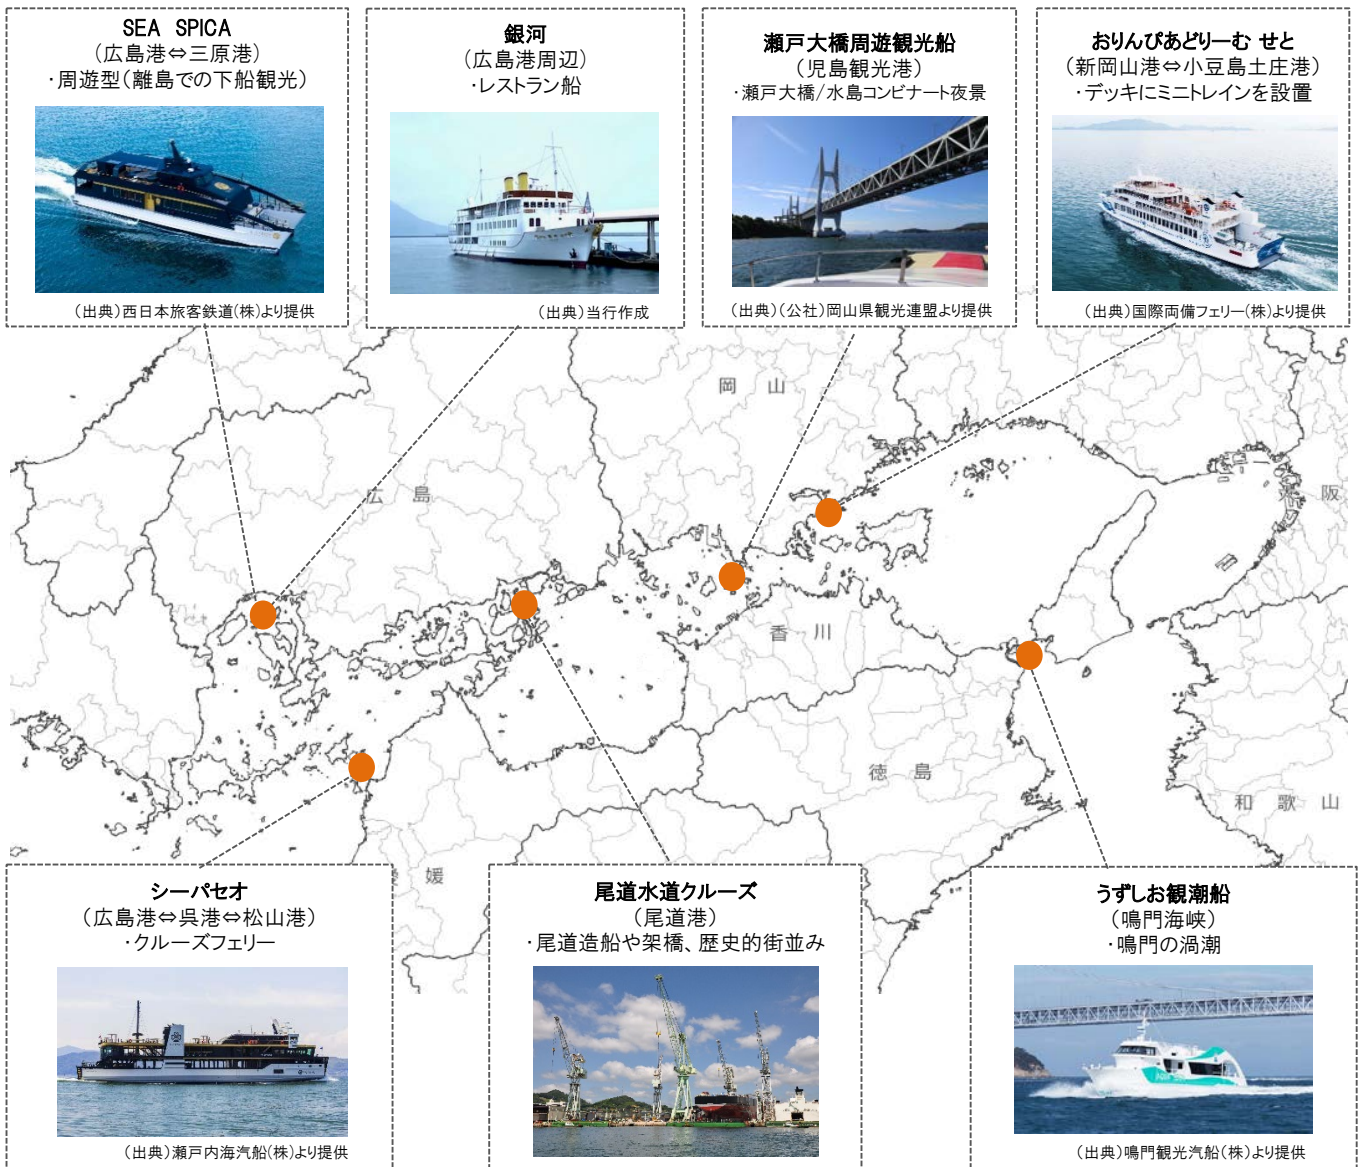 SEA SPICA
（広島港⇔三原港）
・周遊型（離島での下船観光）
（出典）西日本旅客鉄道（株）より提供
銀河
（広島港周辺）
・レストラン船
（出典）当行作成
瀬戸大橋周遊観光船
（児島観光港）
・瀬戸大橋/水島コンビナート夜景
（出典）（公社）岡山県観光連盟より提供
おりんぴあどりーむ せと
（新岡山港⇔小豆島土庄港）
・デッキにミニトレインを設置
（出典）国際両備フェリー（株）より提供
岡 山
広 島
大 阪
香 川
徳 島
和 歌 山
媛
シーパセオ
（広島港⇔呉港⇔松山港）
・クルーズフェリー
（出典）瀬戸内海汽船（株）より提供
尾道水道クルーズ
（尾道港）
・尾道造船や架橋、歴史的街並み
うずしお観潮船
（鳴門海峡）
・鳴門の渦潮
（出典）鳴門観光汽船（株）より提供